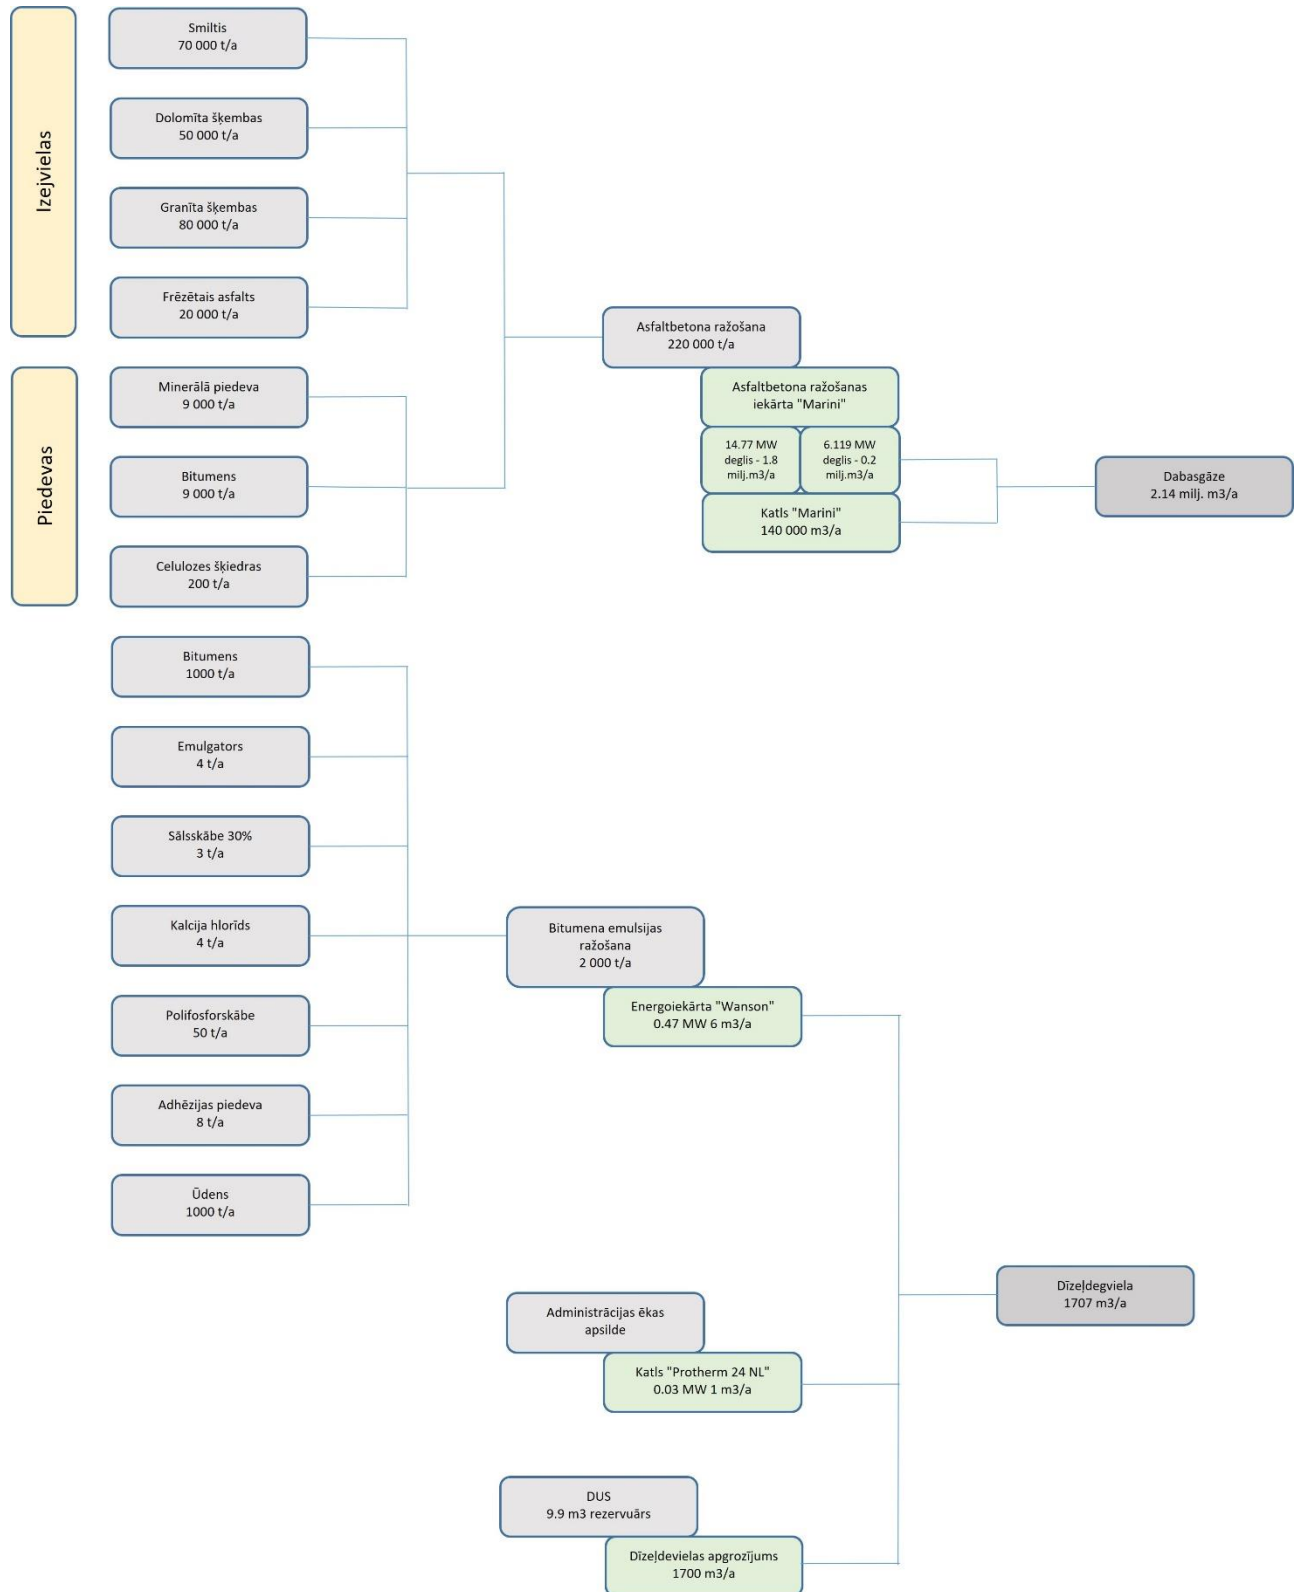 Izejvielas
Smiltis
70 000 t/a
Dolomīta šķembas
50 000 t/a
Granīta šķembas
80 000 t/a
Frēzētais asfalts
20 000 t/a
Piedevas
Minerālā piedeva
9 000 t/a
Bitumens
9 000 t/a
Celulozes šķiedras
200 t/a
Asfaltbetona ražošana
220 000 t/a
Asfaltbetona ražošanas
iekārta "Marini"
14.77 MW
deglis - 1.8
milj.m3/a
6.119 MW
deglis - 0.2
milj.m3/a
Katls "Marini"
140 000 m3/a
Dabasgāze
2.14 milj. m3/a
Bitumens
1000 t/a
Emulgators
4 t/a
Sālsskābe 30%
3 t/a
Kalcija hlorīds
4 t/a
Polifosforskābe
50 t/a
Adhēzijas piedeva
8 t/a
Ūdens
1000 t/a
Bitumena emulsijas
ražošana
2 000 t/a
Energoiekārta "Wanson"
0.47 MW 6 m3/a
Administrācijas ēkas
apsilde
Katls "Protherm 24 NL"
0.03 MW 1 m3/a
DUS
9.9 m3 rezervuārs
Dīzeļdevielas apgrozījums
1700 m3/a
Dīzeļdegviela
1707 m3/a